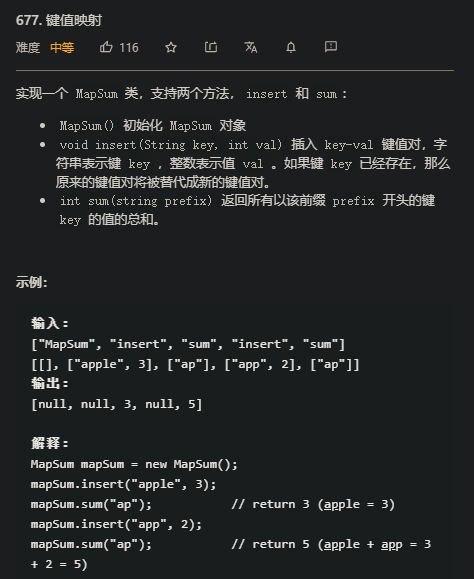 677. 键值映射
难度 中等 116
实现一个 MapSum 类，支持两个方法，insert 和 sum：
MapSum() 初始化 MapSum 对象
void insert(String key, int val) 插入 key-val 键值对，字
符串表示键 key ，整数表示值 val 。如果键 key 已经存在，那么
原来的键值对将被替代成新的键值对。
int sum(string prefix) 返回所有以该前缀 prefix 开头的键
key 的值的总和。
示例：
输入：
["MapSum", "insert", "sum", "insert", "sum"]
[[], ["apple", 3], ["ap"], ["app", 2], ["ap"]]
输出：
[null, null, 3, null, 5]
解释：
MapSum mapSum = new MapSum();
mapSum.insert("apple", 3);
mapSum.sum("ap"); // return 3 (apple = 3)
mapSum.insert("app", 2);
mapSum.sum("ap"); // return 5 (apple + app = 3
+ 2 = 5)